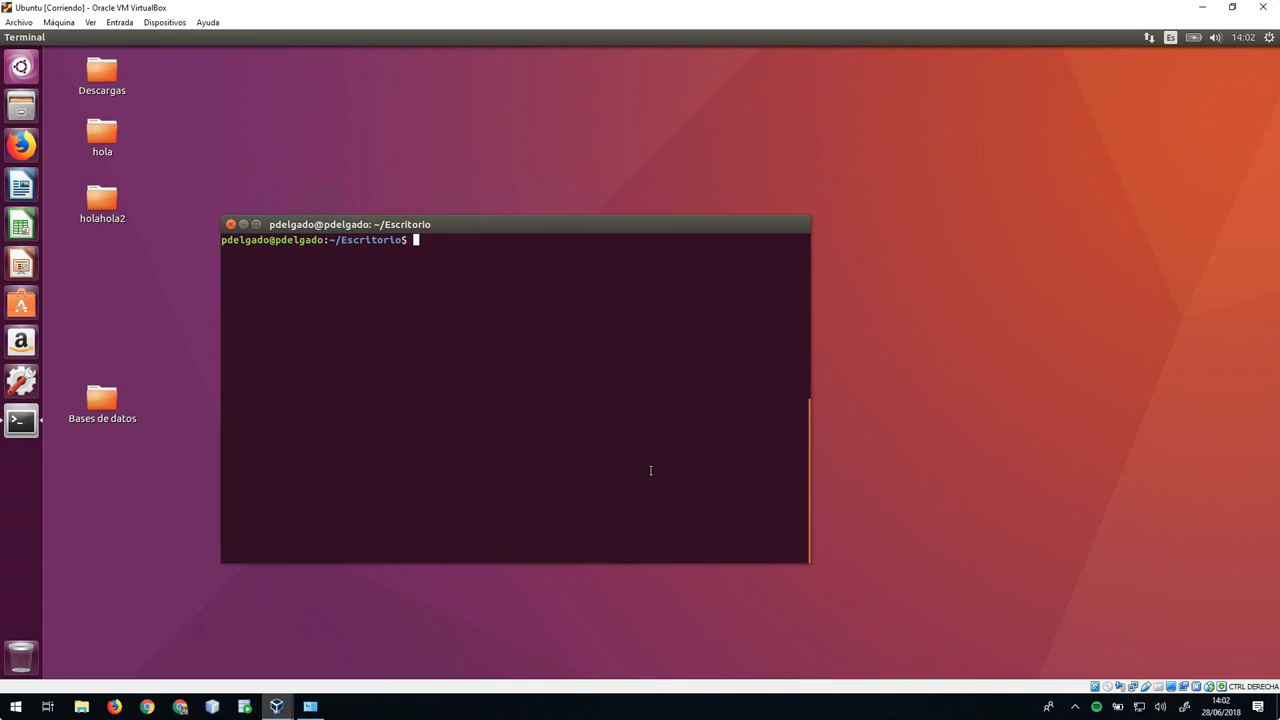 Ubuntu [Corriendo] - Oracle VM VirtualBox
Archivo Máquina Ver Entrada Dispositivos Ayuda
Terminal
Es
14:02
Descargas
hola
holahola2
pdelgado@pdelgado: ~/Escritorio
pdelgado@pdelgado:~/Escritorio$
Bases de datos
CTRL DERECHA
14:02
28/06/2018